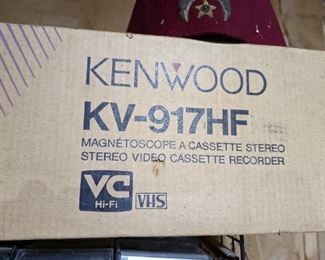 KENWOOD
KV-917HF
MAGNÉTOSCOPE A CASSETTE STEREO
STEREO VIDEO CASSETTE RECORDER
VC
Hi-Fi
VHS